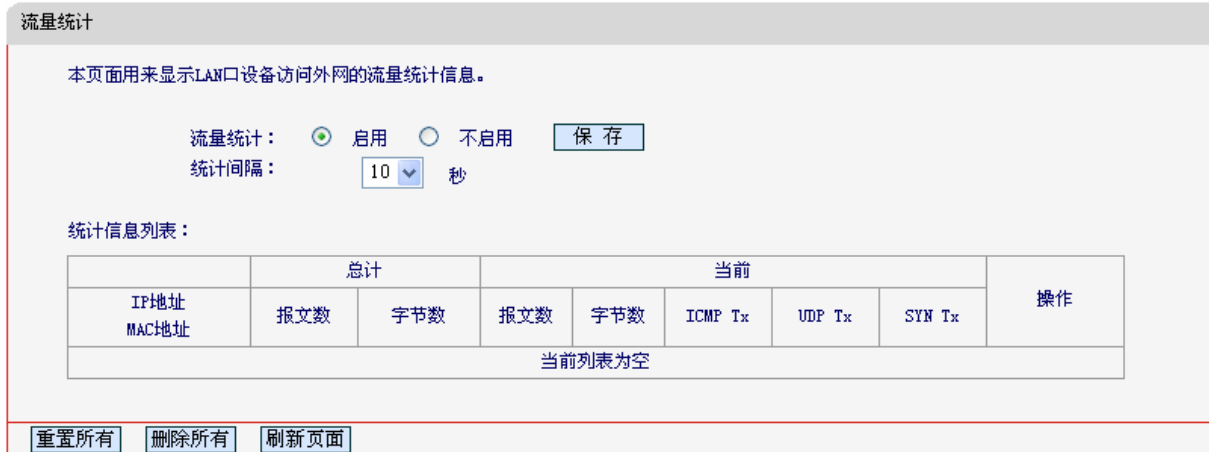 流量统计
本页面用来显示LAN口设备访问外网的流量统计信息。
流量统计： 启用 不启用 保 存
统计间隔： 10 秒
统计信息列表：
总计 当前
IP地址 MAC地址 报文数 字节数 报文数 字节数 ICMP Tx UDP Tx SYN Tx 操作
当前列表为空
重置所有 删除所有 刷新页面